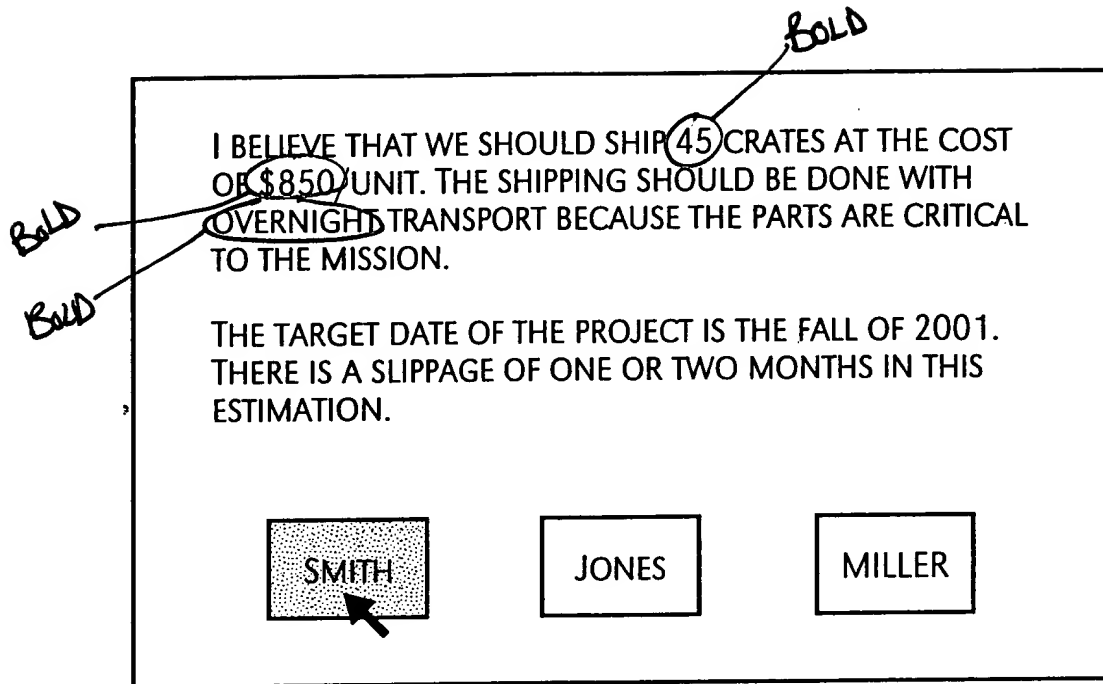 BOLD
I BELIEVE THAT WE SHOULD SHIP 45 CRATES AT THE COST
OF $850/UNIT. THE SHIPPING SHOULD BE DONE WITH
BOLD
OVERNIGHT TRANSPORT BECAUSE THE PARTS ARE CRITICAL
TO THE MISSION.
BOLD
THE TARGET DATE OF THE PROJECT IS THE FALL OF 2001.
THERE IS A SLIPPAGE OF ONE OR TWO MONTHS IN THIS
ESTIMATION.
SMITH
JONES
MILLER